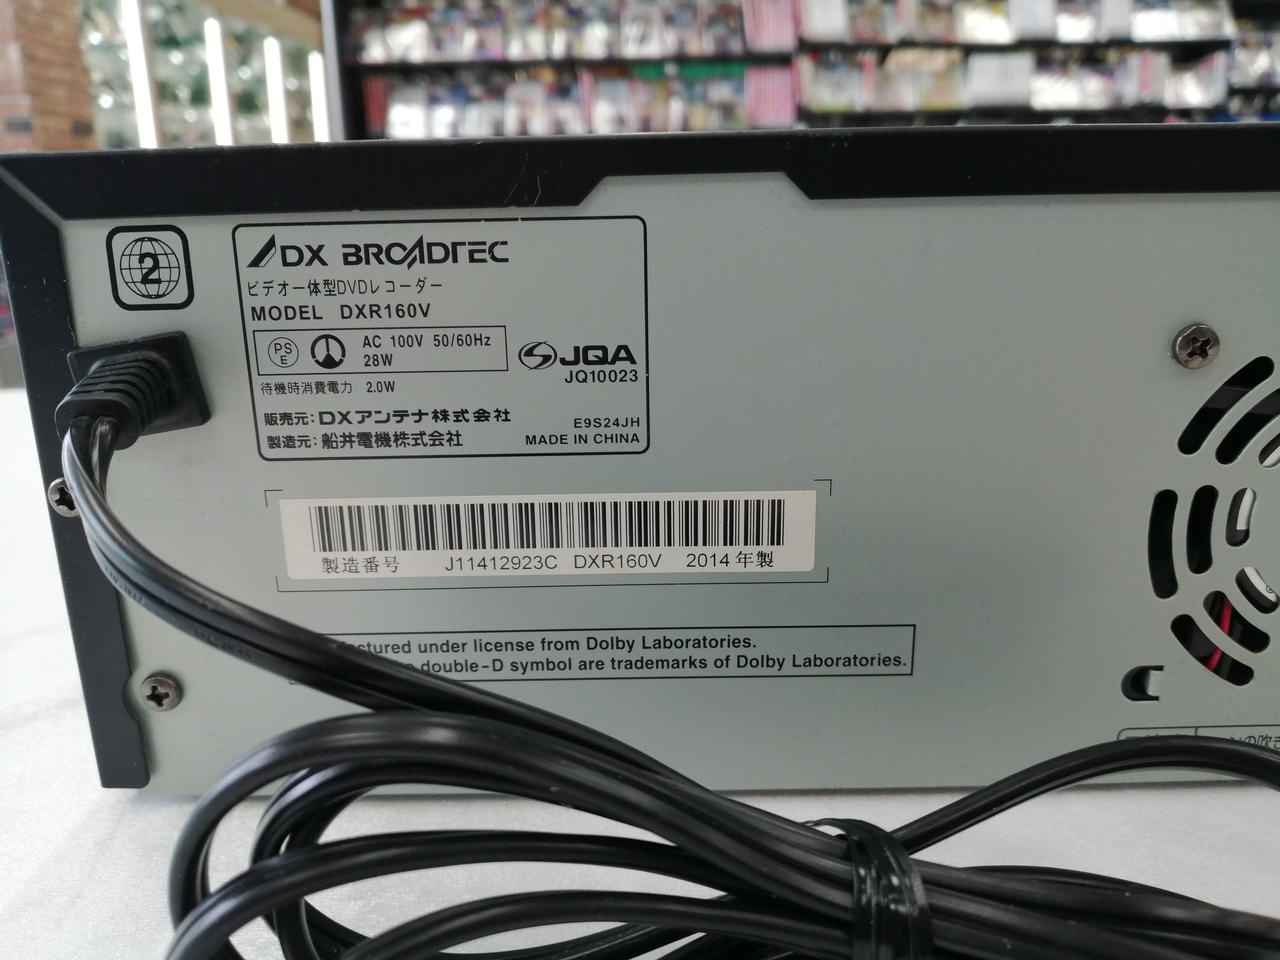 2
DX BROADTEC
ビデオ一体型DVDレコーダー
MODEL DXR160V
PS E
AC 100V 50/60Hz
28W
JQA
JQ10023
待機時消費電力 2.0W
販売元: DXアンテナ株式会社
製造元: 船井電機株式会社
E9S24JH
MADE IN CHINA
製造番号 J11412923C DXR160V 2014年製
under license from Dolby Laboratories.
double-D symbol are trademarks of Dolby Laboratories.
の吹き